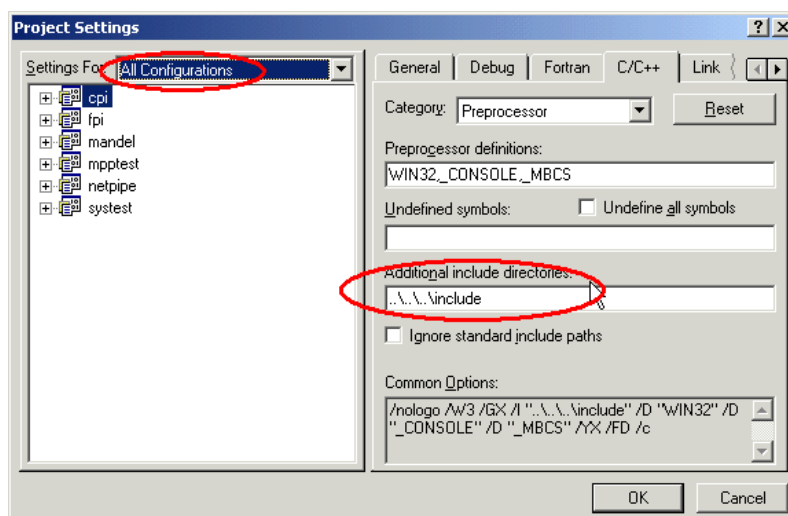 Project Settings
Settings For: All Configurations
cpi
fpi
mandel
mpptest
netpipe
systest
General Debug Fortran C/C++ Link
Category: Preprocessor Reset
Preprocessor definitions:
WIN32,_CONSOLE,_MBCS
Undefined symbols: Undefine all symbols
Additional include directories:
..\..\..\include
Ignore standard include paths
Common Options:
/nologo /W3 /GX /I "..\..\..\include" /D "WIN32" /D
"_CONSOLE" /D "_MBCS" /YX /FD /c
OK Cancel